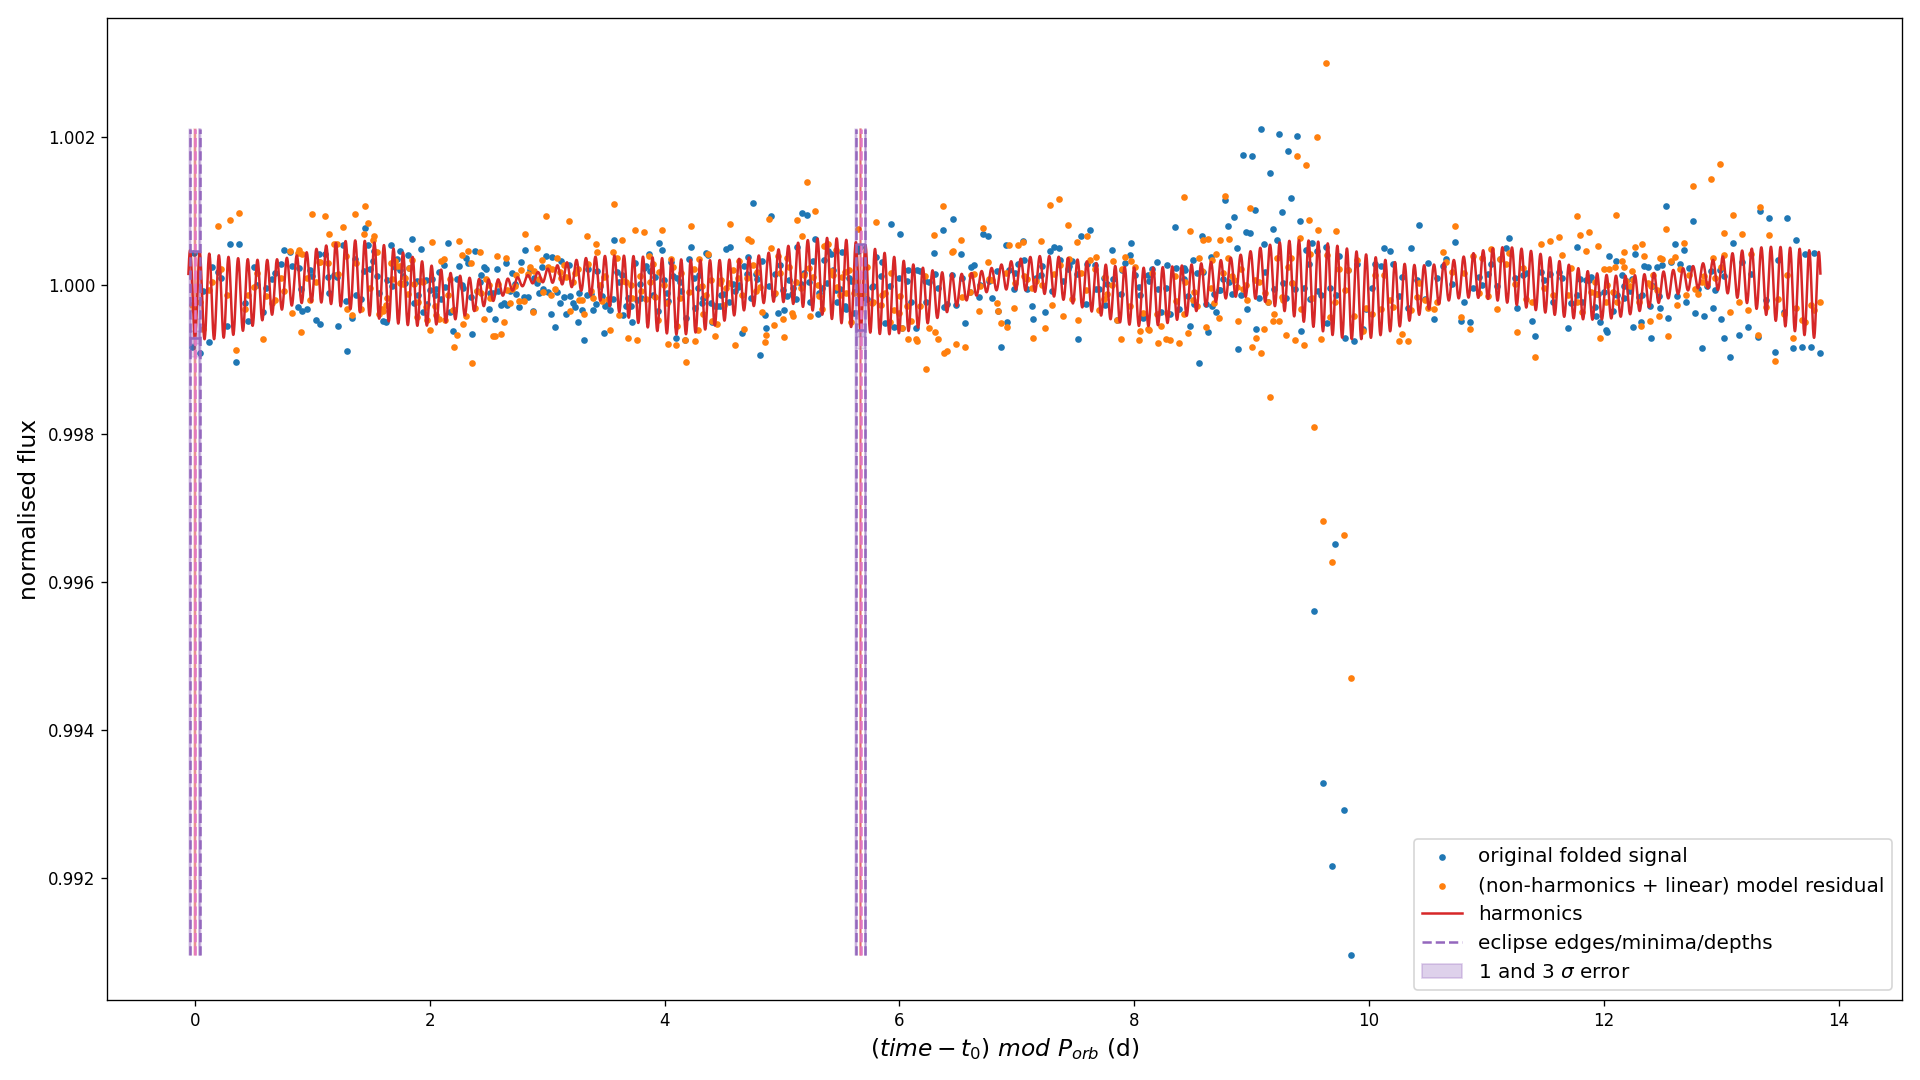 normalised flux
1.002
1.000
0.998
0.996
0.994
0.992
0 2 4 6 8 10 12 14
(time − t₀) mod P_orb (d)
original folded signal
(non-harmonics + linear) model residual
harmonics
eclipse edges/minima/depths
1 and 3 σ error